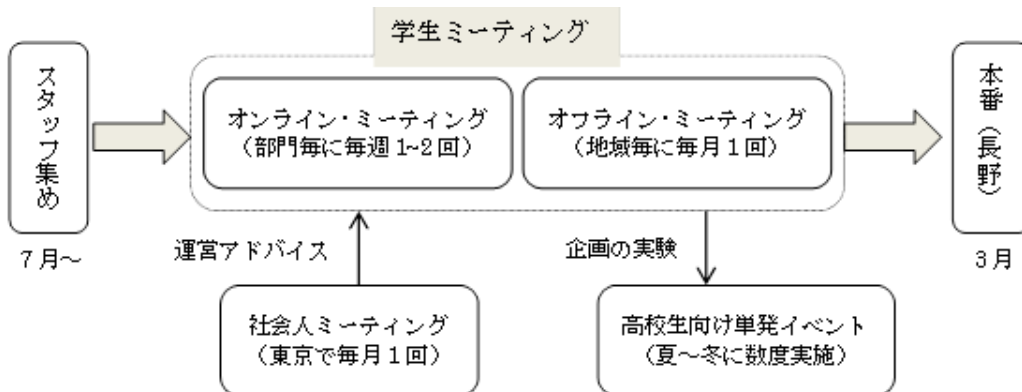 学生ミーティング
スタッフ集め
7月～
オンライン・ミーティング
（部門毎に毎週1~2回）
オフライン・ミーティング
（地域毎に毎月1回）
本番（長野）
3月
運営アドバイス
企画の実験
社会人ミーティング
（東京で毎月1回）
高校生向け単発イベント
（夏～冬に数度実施）